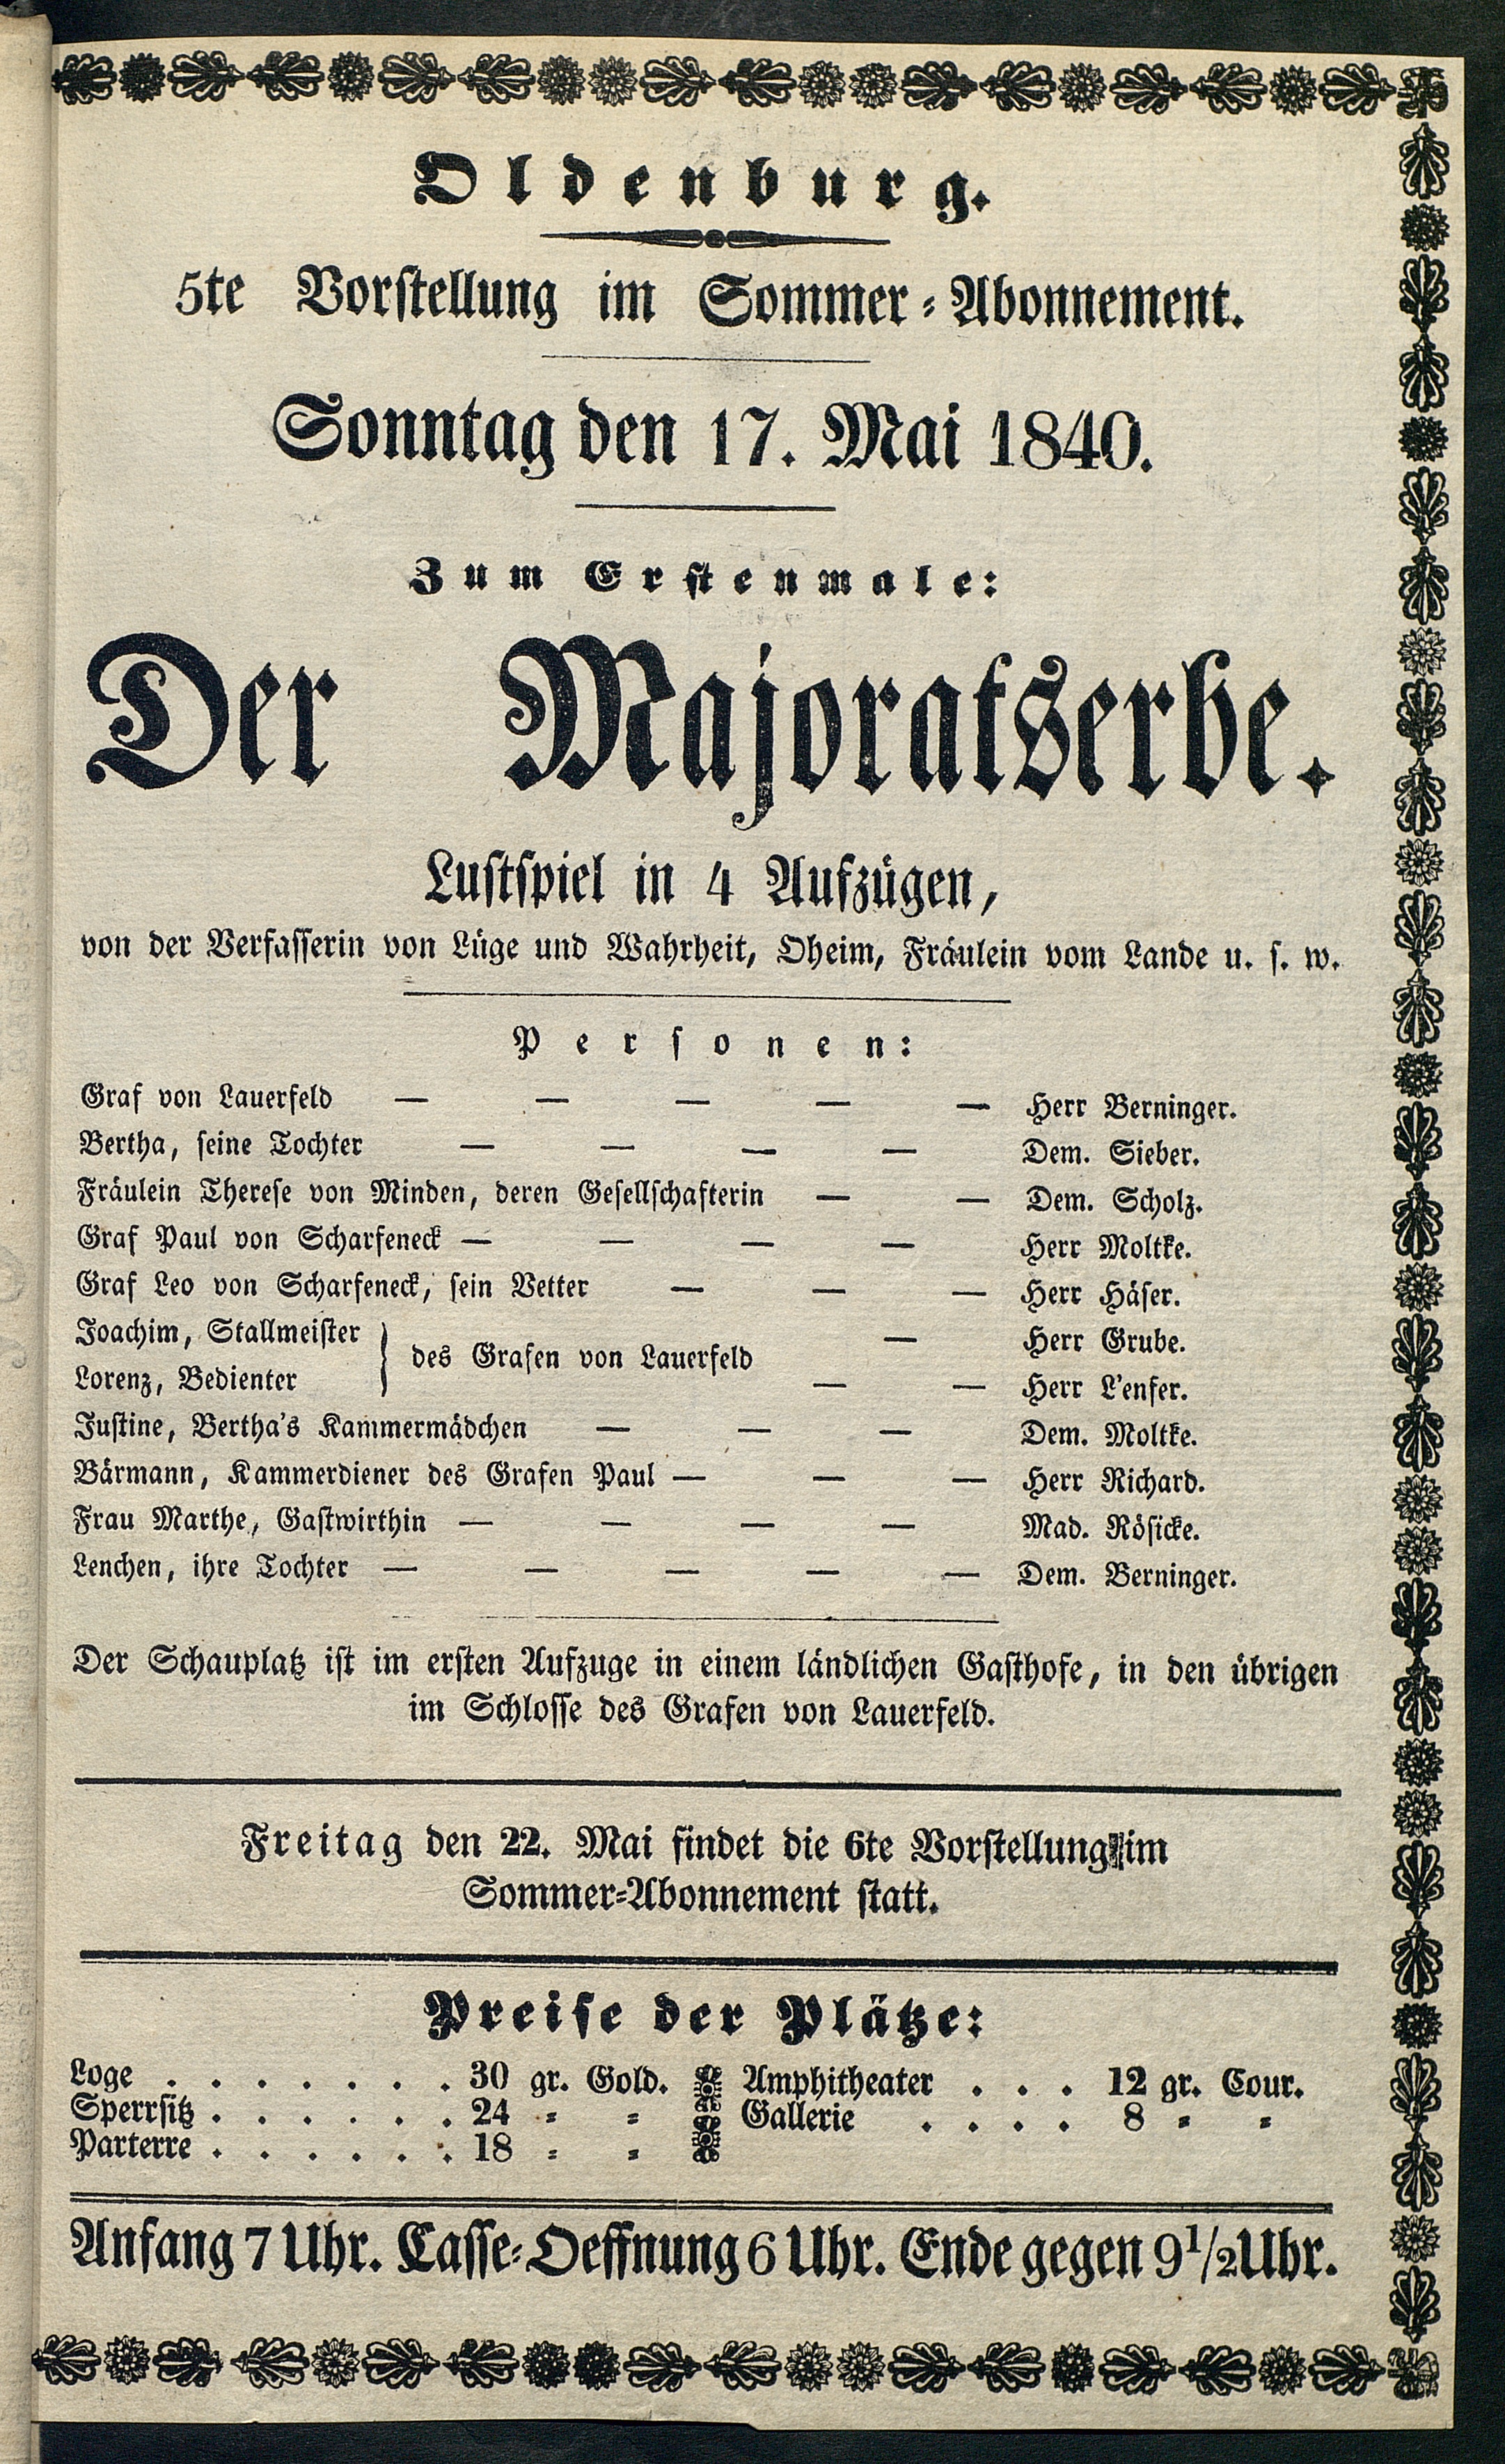 Oldenburg.
5te Vorstellung im Sommer-Abonnement.
Sonntag den 17. Mai 1840.
Zum Erstenmale:
Der Majoratserbe.
Lustspiel in 4 Aufzügen,
von der Verfasserin von Lüge und Wahrheit, Oheim, Fräulein vom Lande u. s. w.
Personen:
Graf von Lauerfeld — — — — — Herr Berninger.
Bertha, seine Tochter — — — — Dem. Sieber.
Fräulein Therese von Minden, deren Gesellschafterin — — Dem. Scholz.
Graf Paul von Scharfeneck — — — — Herr Moltke.
Graf Leo von Scharfeneck, sein Vetter — — — Herr Häser.
Joachim, Stallmeister } des Grafen von Lauerfeld — Herr Grube.
Lorenz, Bedienter } — — Herr L'enfer.
Justine, Bertha's Kammermädchen — — — Dem. Moltke.
Bärmann, Kammerdiener des Grafen Paul — — — Herr Richard.
Frau Marthe, Gastwirthin — — — — Mad. Rösicke.
Lenchen, ihre Tochter — — — — — Dem. Berninger.
Der Schauplatz ist im ersten Aufzuge in einem ländlichen Gasthofe, in den übrigen
im Schlosse des Grafen von Lauerfeld.
Freitag den 22. Mai findet die 6te Vorstellung im
Sommer-Abonnement statt.
Preise der Plätze:
Loge . . . . . . . 30 gr. Gold.
Sperrsitz . . . . . . 24 = =
Parterre . . . . . . 18 = =
Amphitheater . . . 12 gr. Cour.
Gallerie . . . . 8 = =
Anfang 7 Uhr. Casse-Oeffnung 6 Uhr. Ende gegen 9 1/2 Uhr.